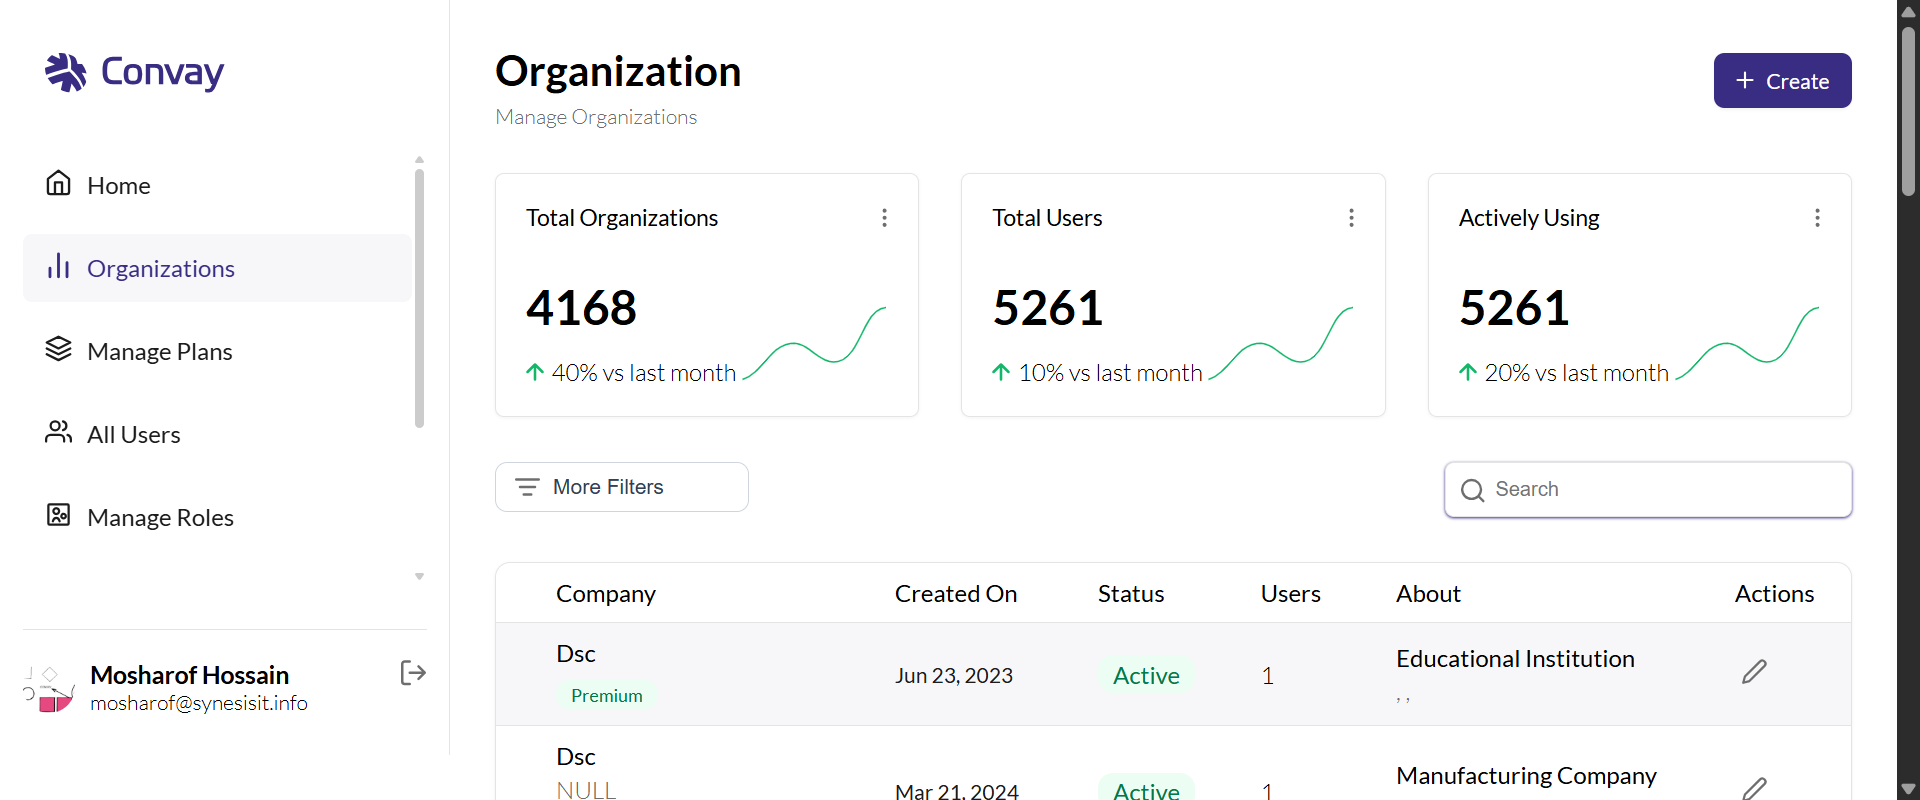 Convay
Home
Organizations
Manage Plans
All Users
Manage Roles
Mosharof Hossain
mosharof@synesisit.info
Organization
Manage Organizations
Create
Total Organizations
4168
40% vs last month
Total Users
5261
10% vs last month
Actively Using
5261
20% vs last month
More Filters
Search
Company Created On Status Users About Actions
Dsc
Premium
Jun 23, 2023
Active
1
Educational Institution
, ,
Dsc
NULL
Mar 21, 2024
Active
1
Manufacturing Company